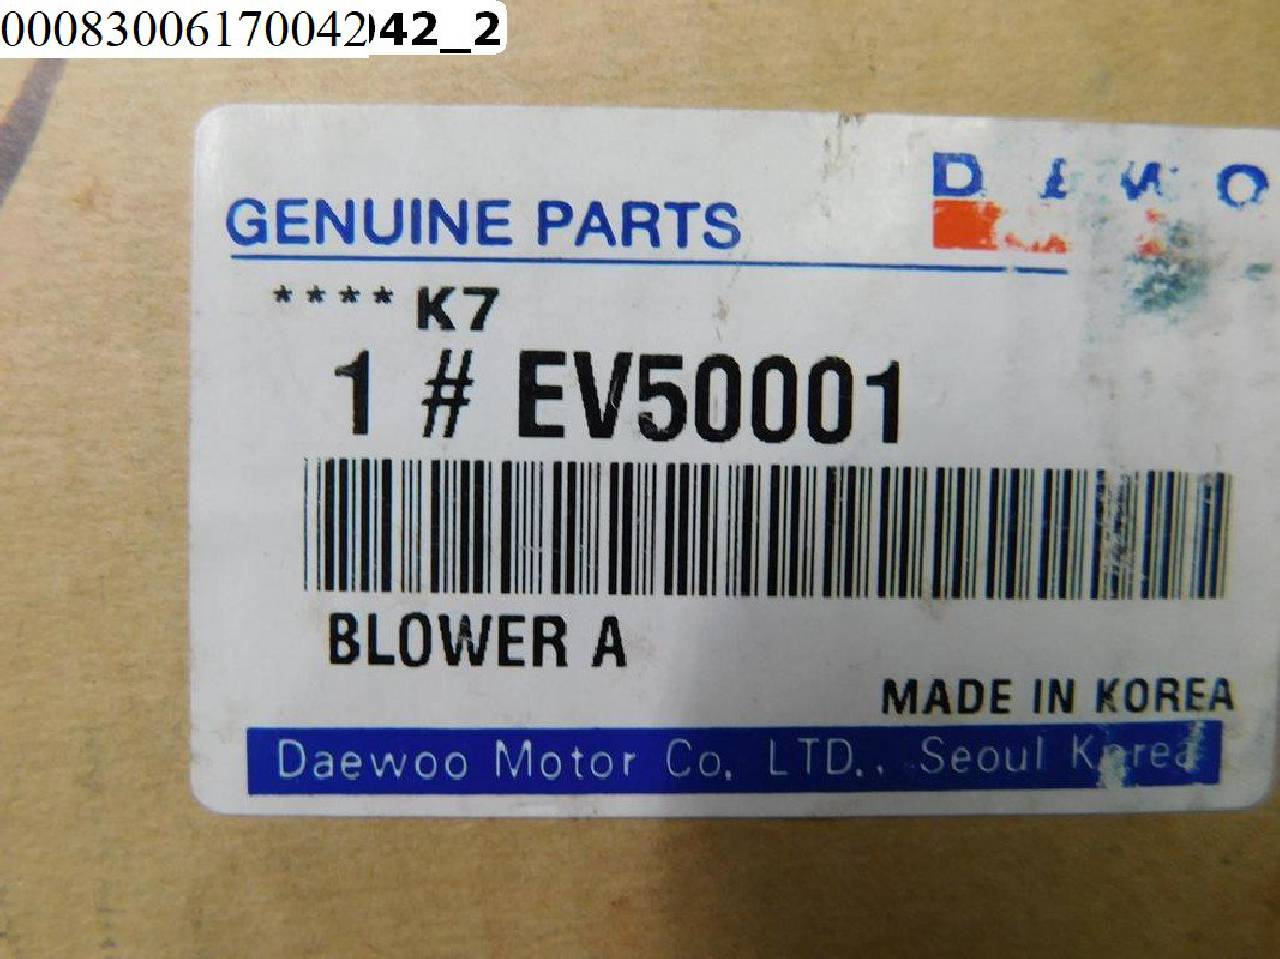 00083006170042042_2
GENUINE PARTS
**** K7
1 # EV50001
BLOWER A
MADE IN KOREA
Daewoo Motor Co. LTD., Seoul Korea